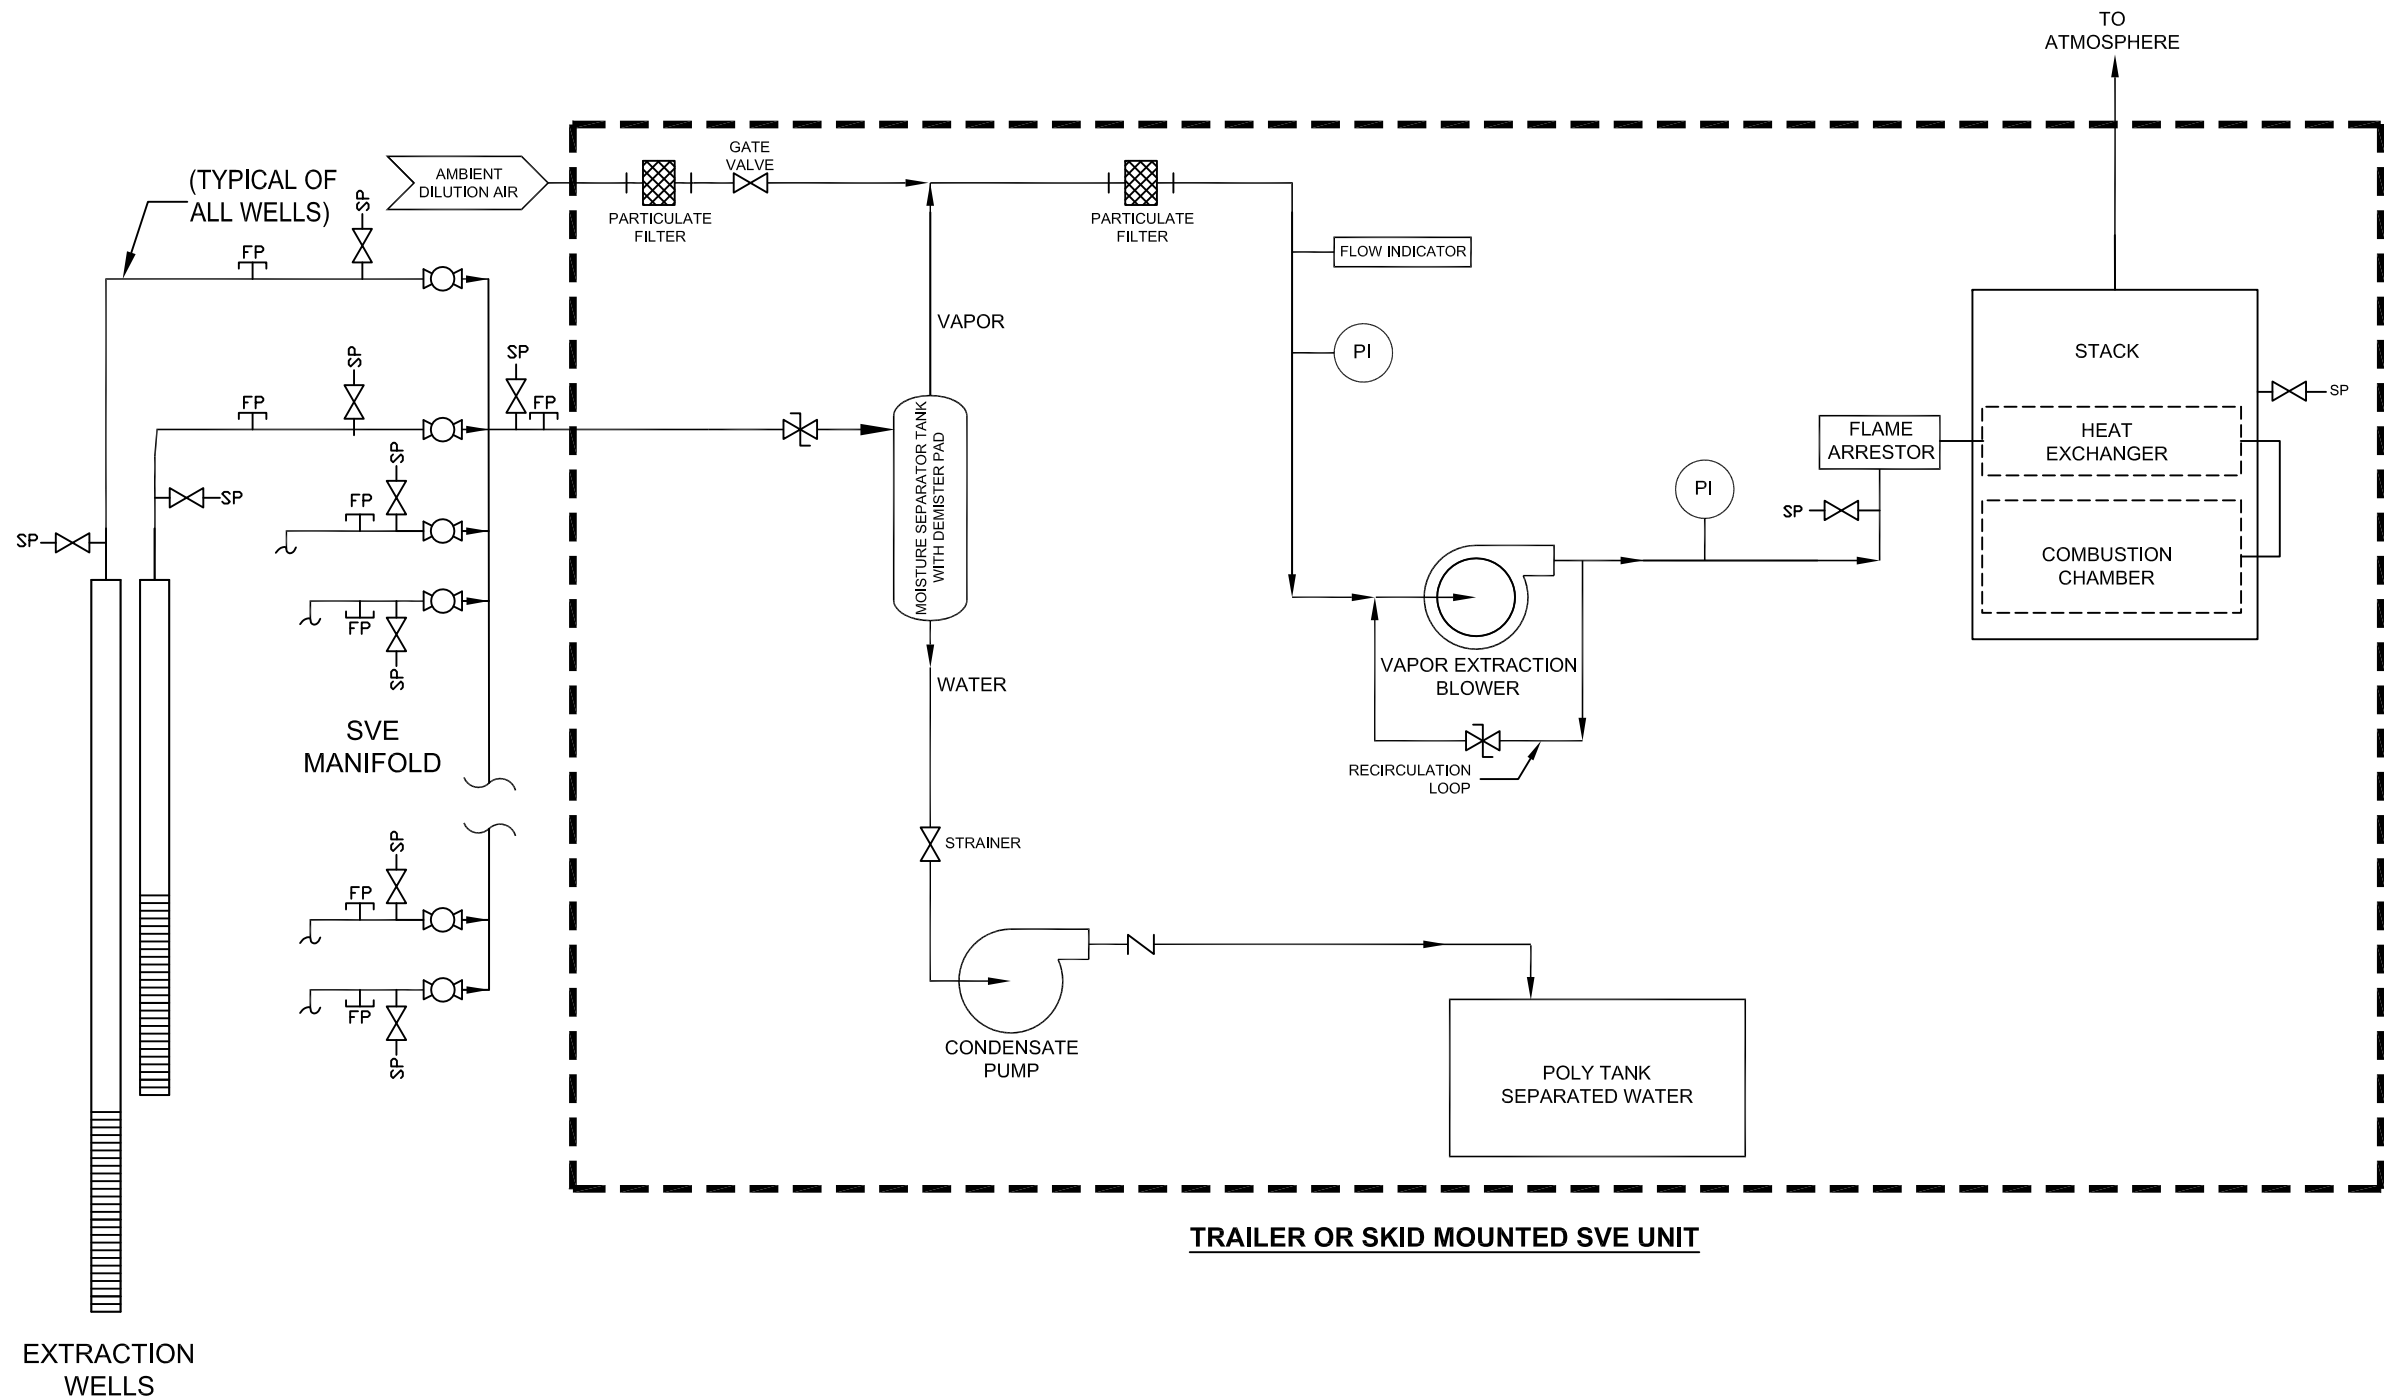 TO
ATMOSPHERE
(TYPICAL OF
ALL WELLS)
SP
FP
AMBIENT
DILUTION AIR
PARTICULATE
FILTER
GATE
VALVE
PARTICULATE
FILTER
FLOW INDICATOR
VAPOR
PI
STACK
SP
HEAT
EXCHANGER
FLAME
ARRESTOR
COMBUSTION
CHAMBER
SP
FP
SP
FP
SP
SP
FP
SP
SP
FP
SP
MOISTURE SEPARATOR TANK
WITH DEMISTER PAD
PI
SP
VAPOR EXTRACTION
BLOWER
WATER
RECIRCULATION
LOOP
SVE
MANIFOLD
STRAINER
SP
FP
FP
SP
CONDENSATE
PUMP
POLY TANK
SEPARATED WATER
TRAILER OR SKID MOUNTED SVE UNIT
EXTRACTION
WELLS